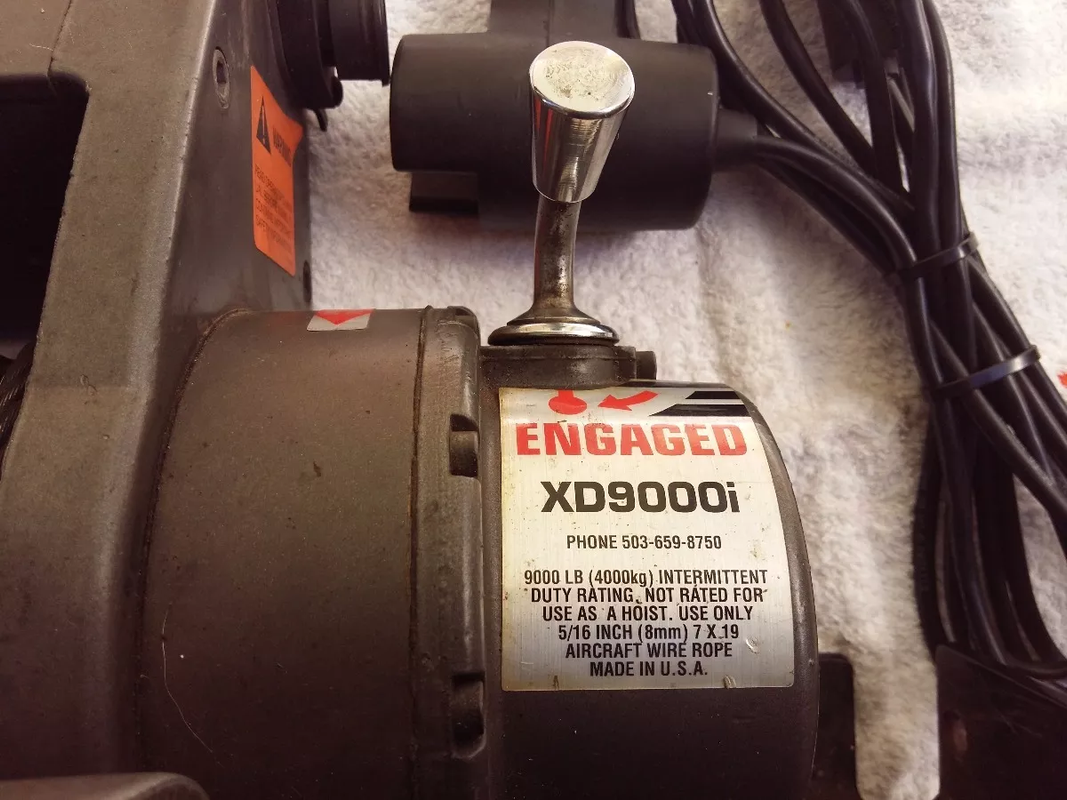 WARNING
ENGAGED
XD9000i
PHONE 503-659-8750
9000 LB (4000kg) INTERMITTENT
DUTY RATING. NOT RATED FOR
USE AS A HOIST. USE ONLY
5/16 INCH (8mm) 7 X 19
AIRCRAFT WIRE ROPE
MADE IN U.S.A.